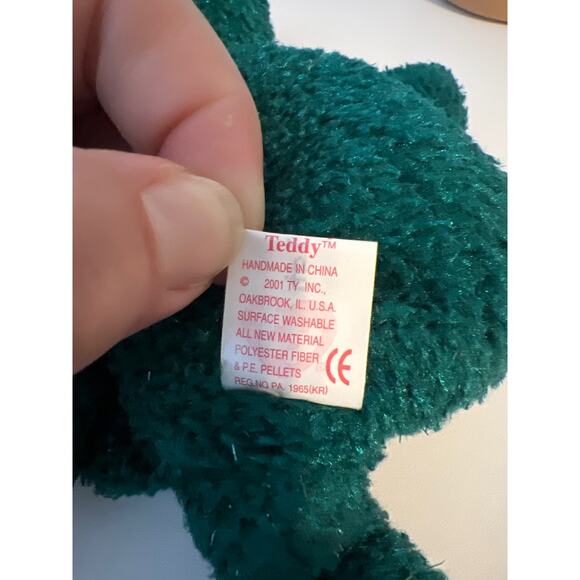 Teddy™
HANDMADE IN CHINA
© 2001 TY INC.,
OAKBROOK, IL. U.S.A.
SURFACE WASHABLE
ALL NEW MATERIAL
POLYESTER FIBER
& P.E. PELLETS CE
REG.NO PA. 1965(KR)